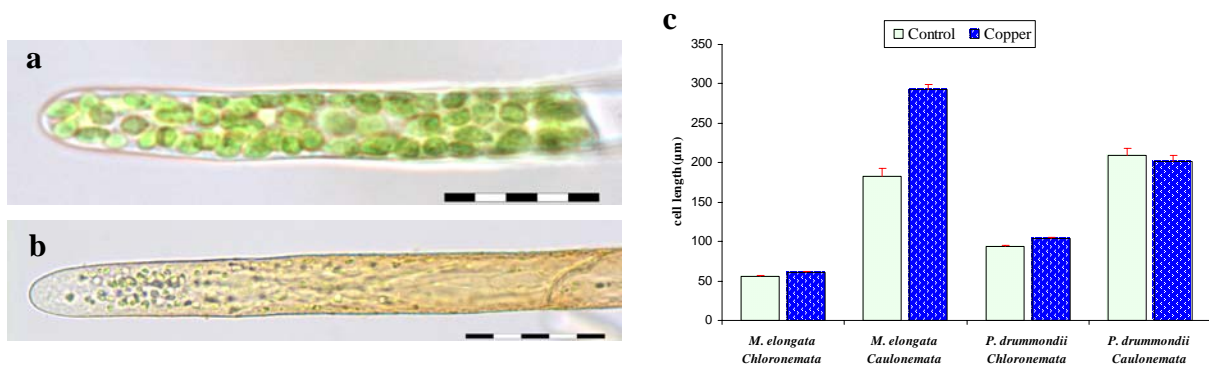 a
b
c
Control Copper
350
300
250
200
150
100
50
0
cell length (µm)
M. elongata
Chloronemata
M. elongata
Caulonemata
P. drummondii
Chloronemata
P. drummondii
Caulonemata